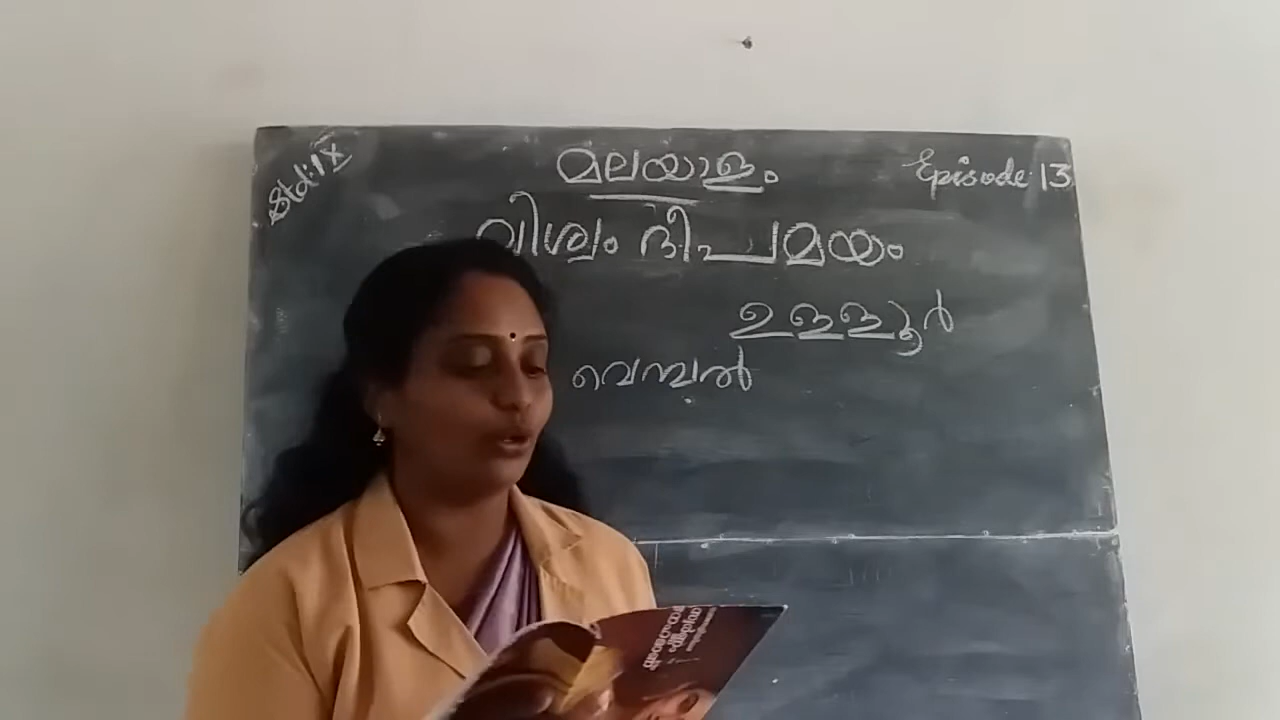 Std:IX
മലയാളം
Episode 13
വിശ്വം ദീപമയം
ഉള്ളൂർ
വെമ്പൽ